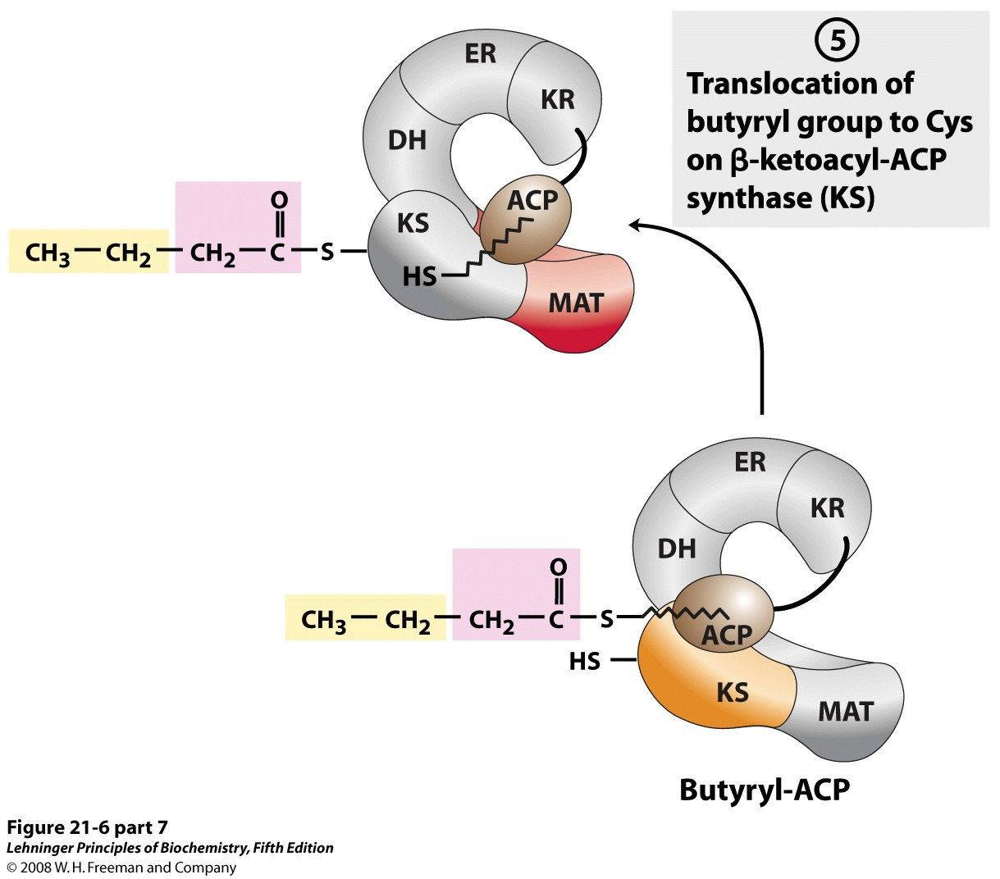 5
Translocation of
butyryl group to Cys
on β-ketoacyl-ACP
synthase (KS)
ER
KR
DH
ACP
KS
O
CH3—CH2—CH2—C—S—
HS
MAT
ER
KR
DH
O
CH3—CH2—CH2—C—S—
ACP
HS—
KS
MAT
Butyryl-ACP
Figure 21-6 part 7
Lehninger Principles of Biochemistry, Fifth Edition
© 2008 W. H. Freeman and Company